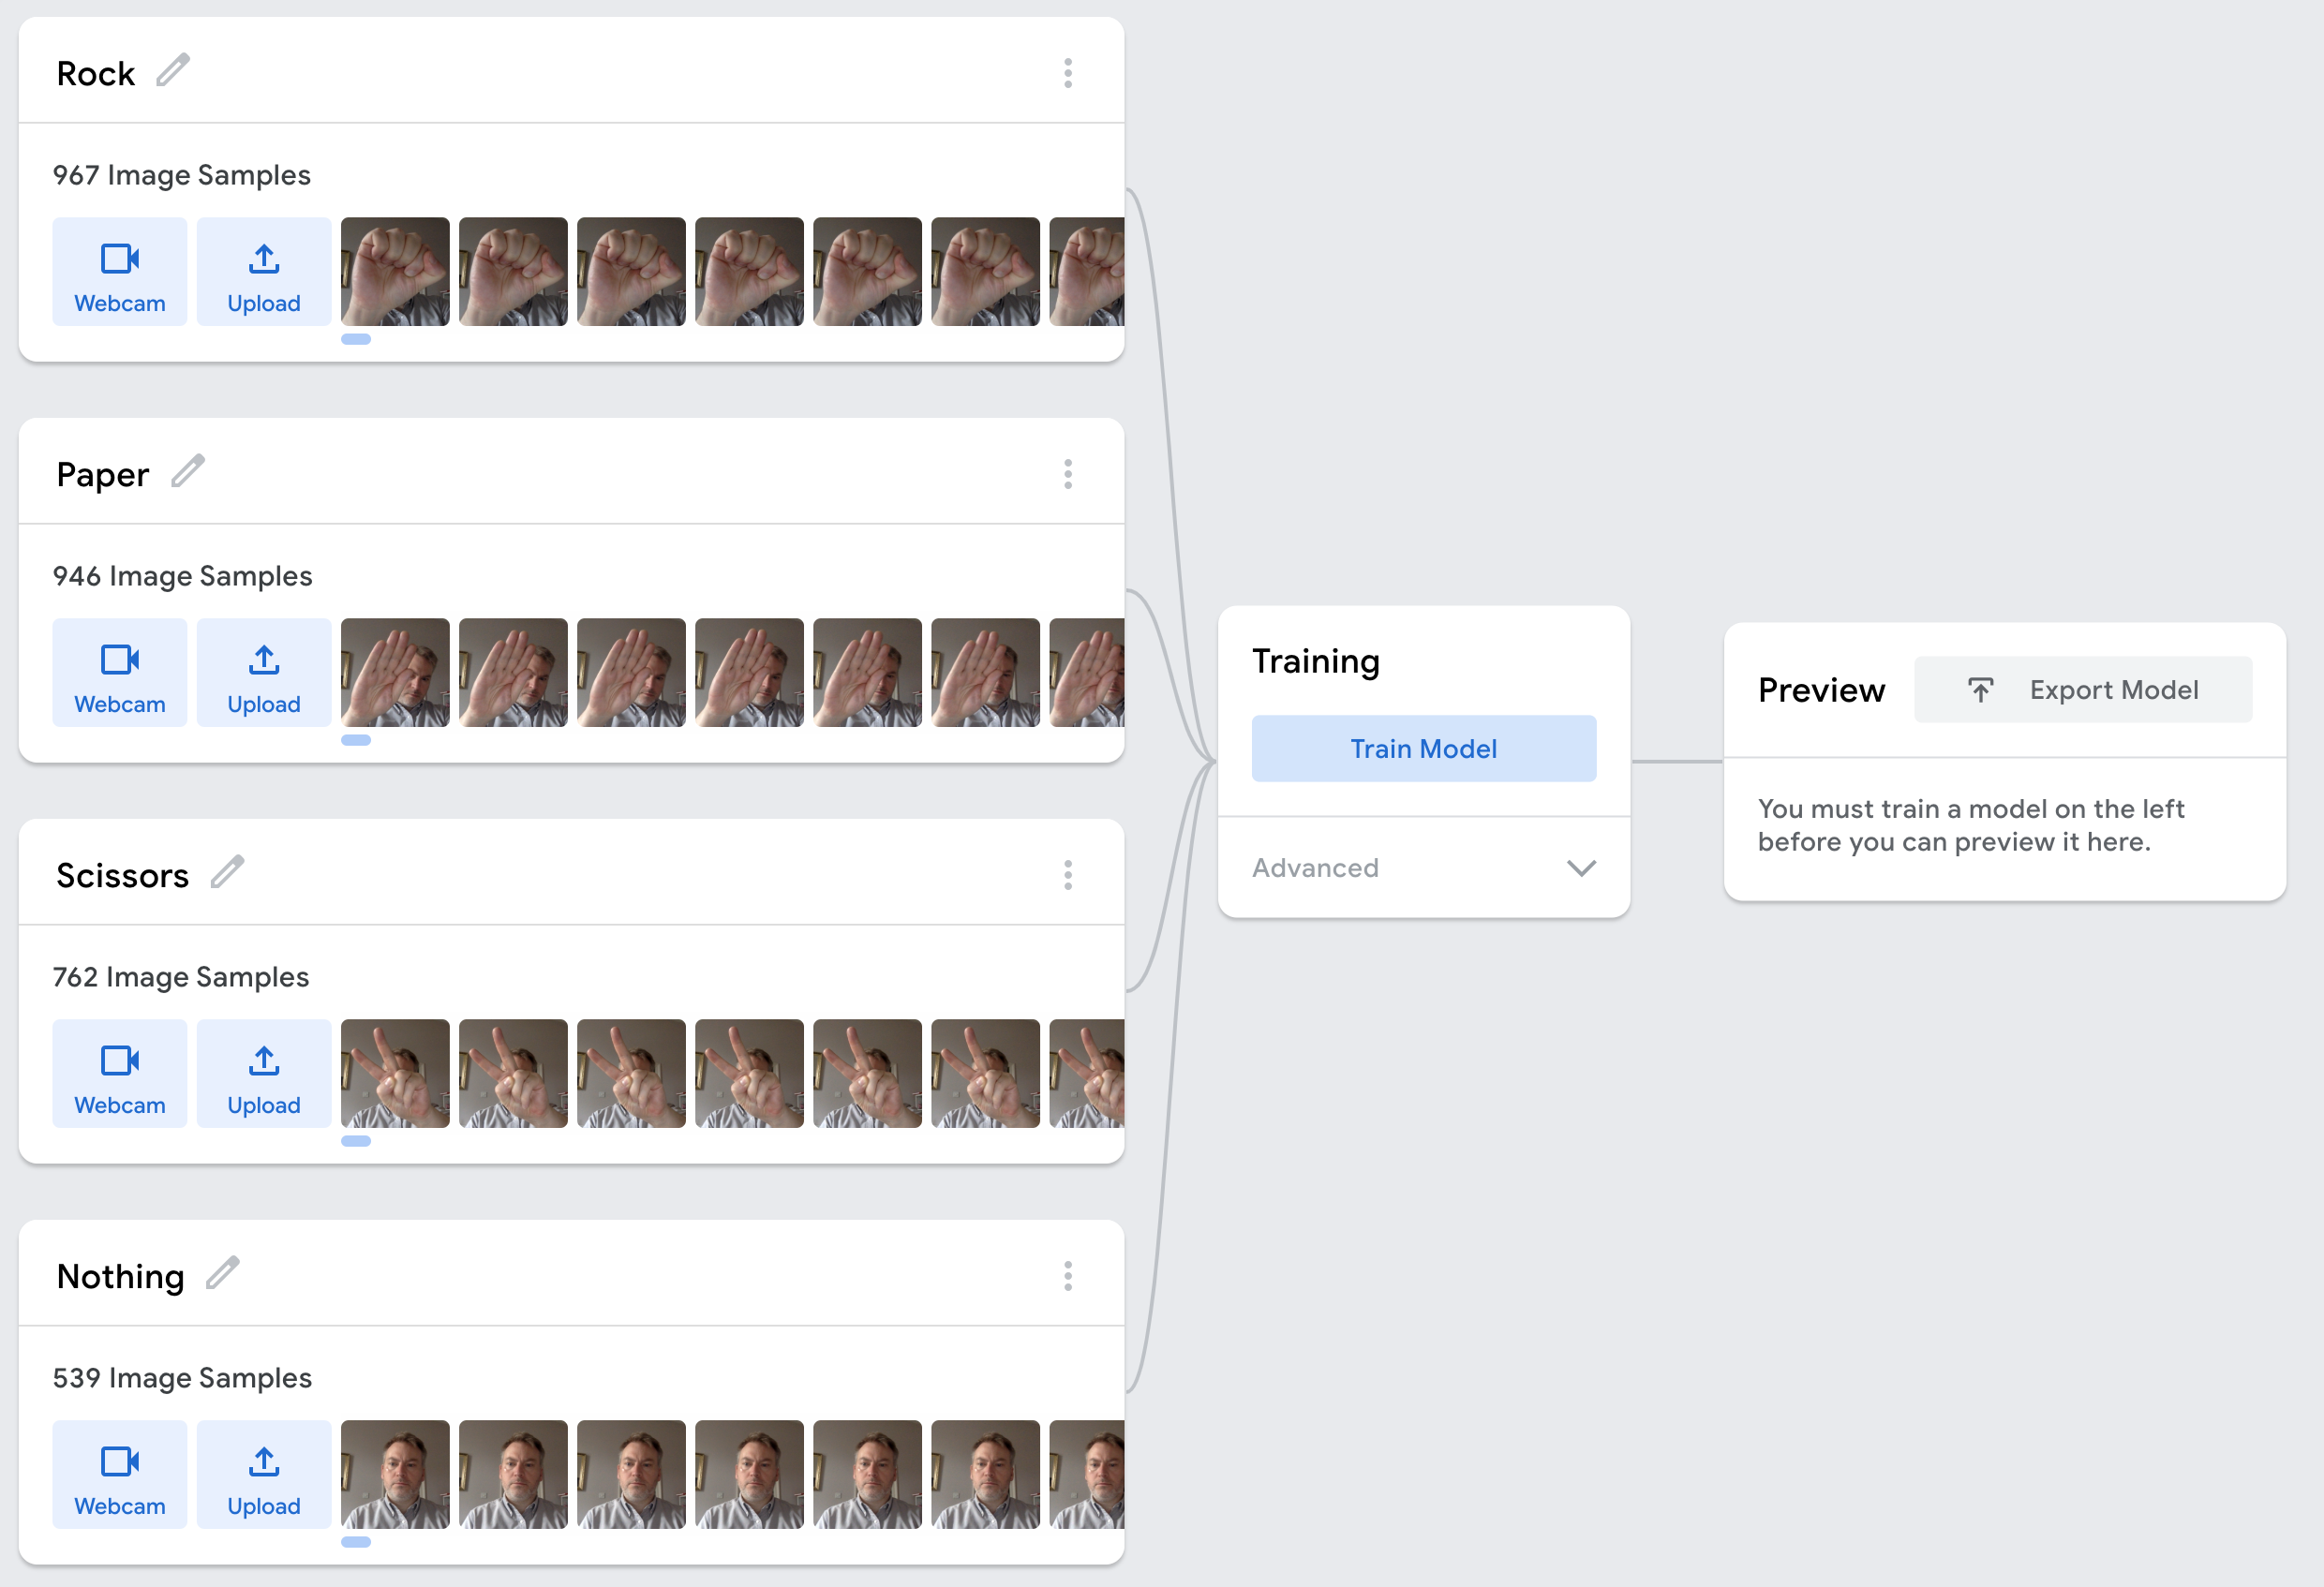 Rock
967 Image Samples
Webcam
Upload
Paper
946 Image Samples
Webcam
Upload
Scissors
762 Image Samples
Webcam
Upload
Nothing
539 Image Samples
Webcam
Upload
Training
Train Model
Advanced
Preview
Export Model
You must train a model on the left
before you can preview it here.